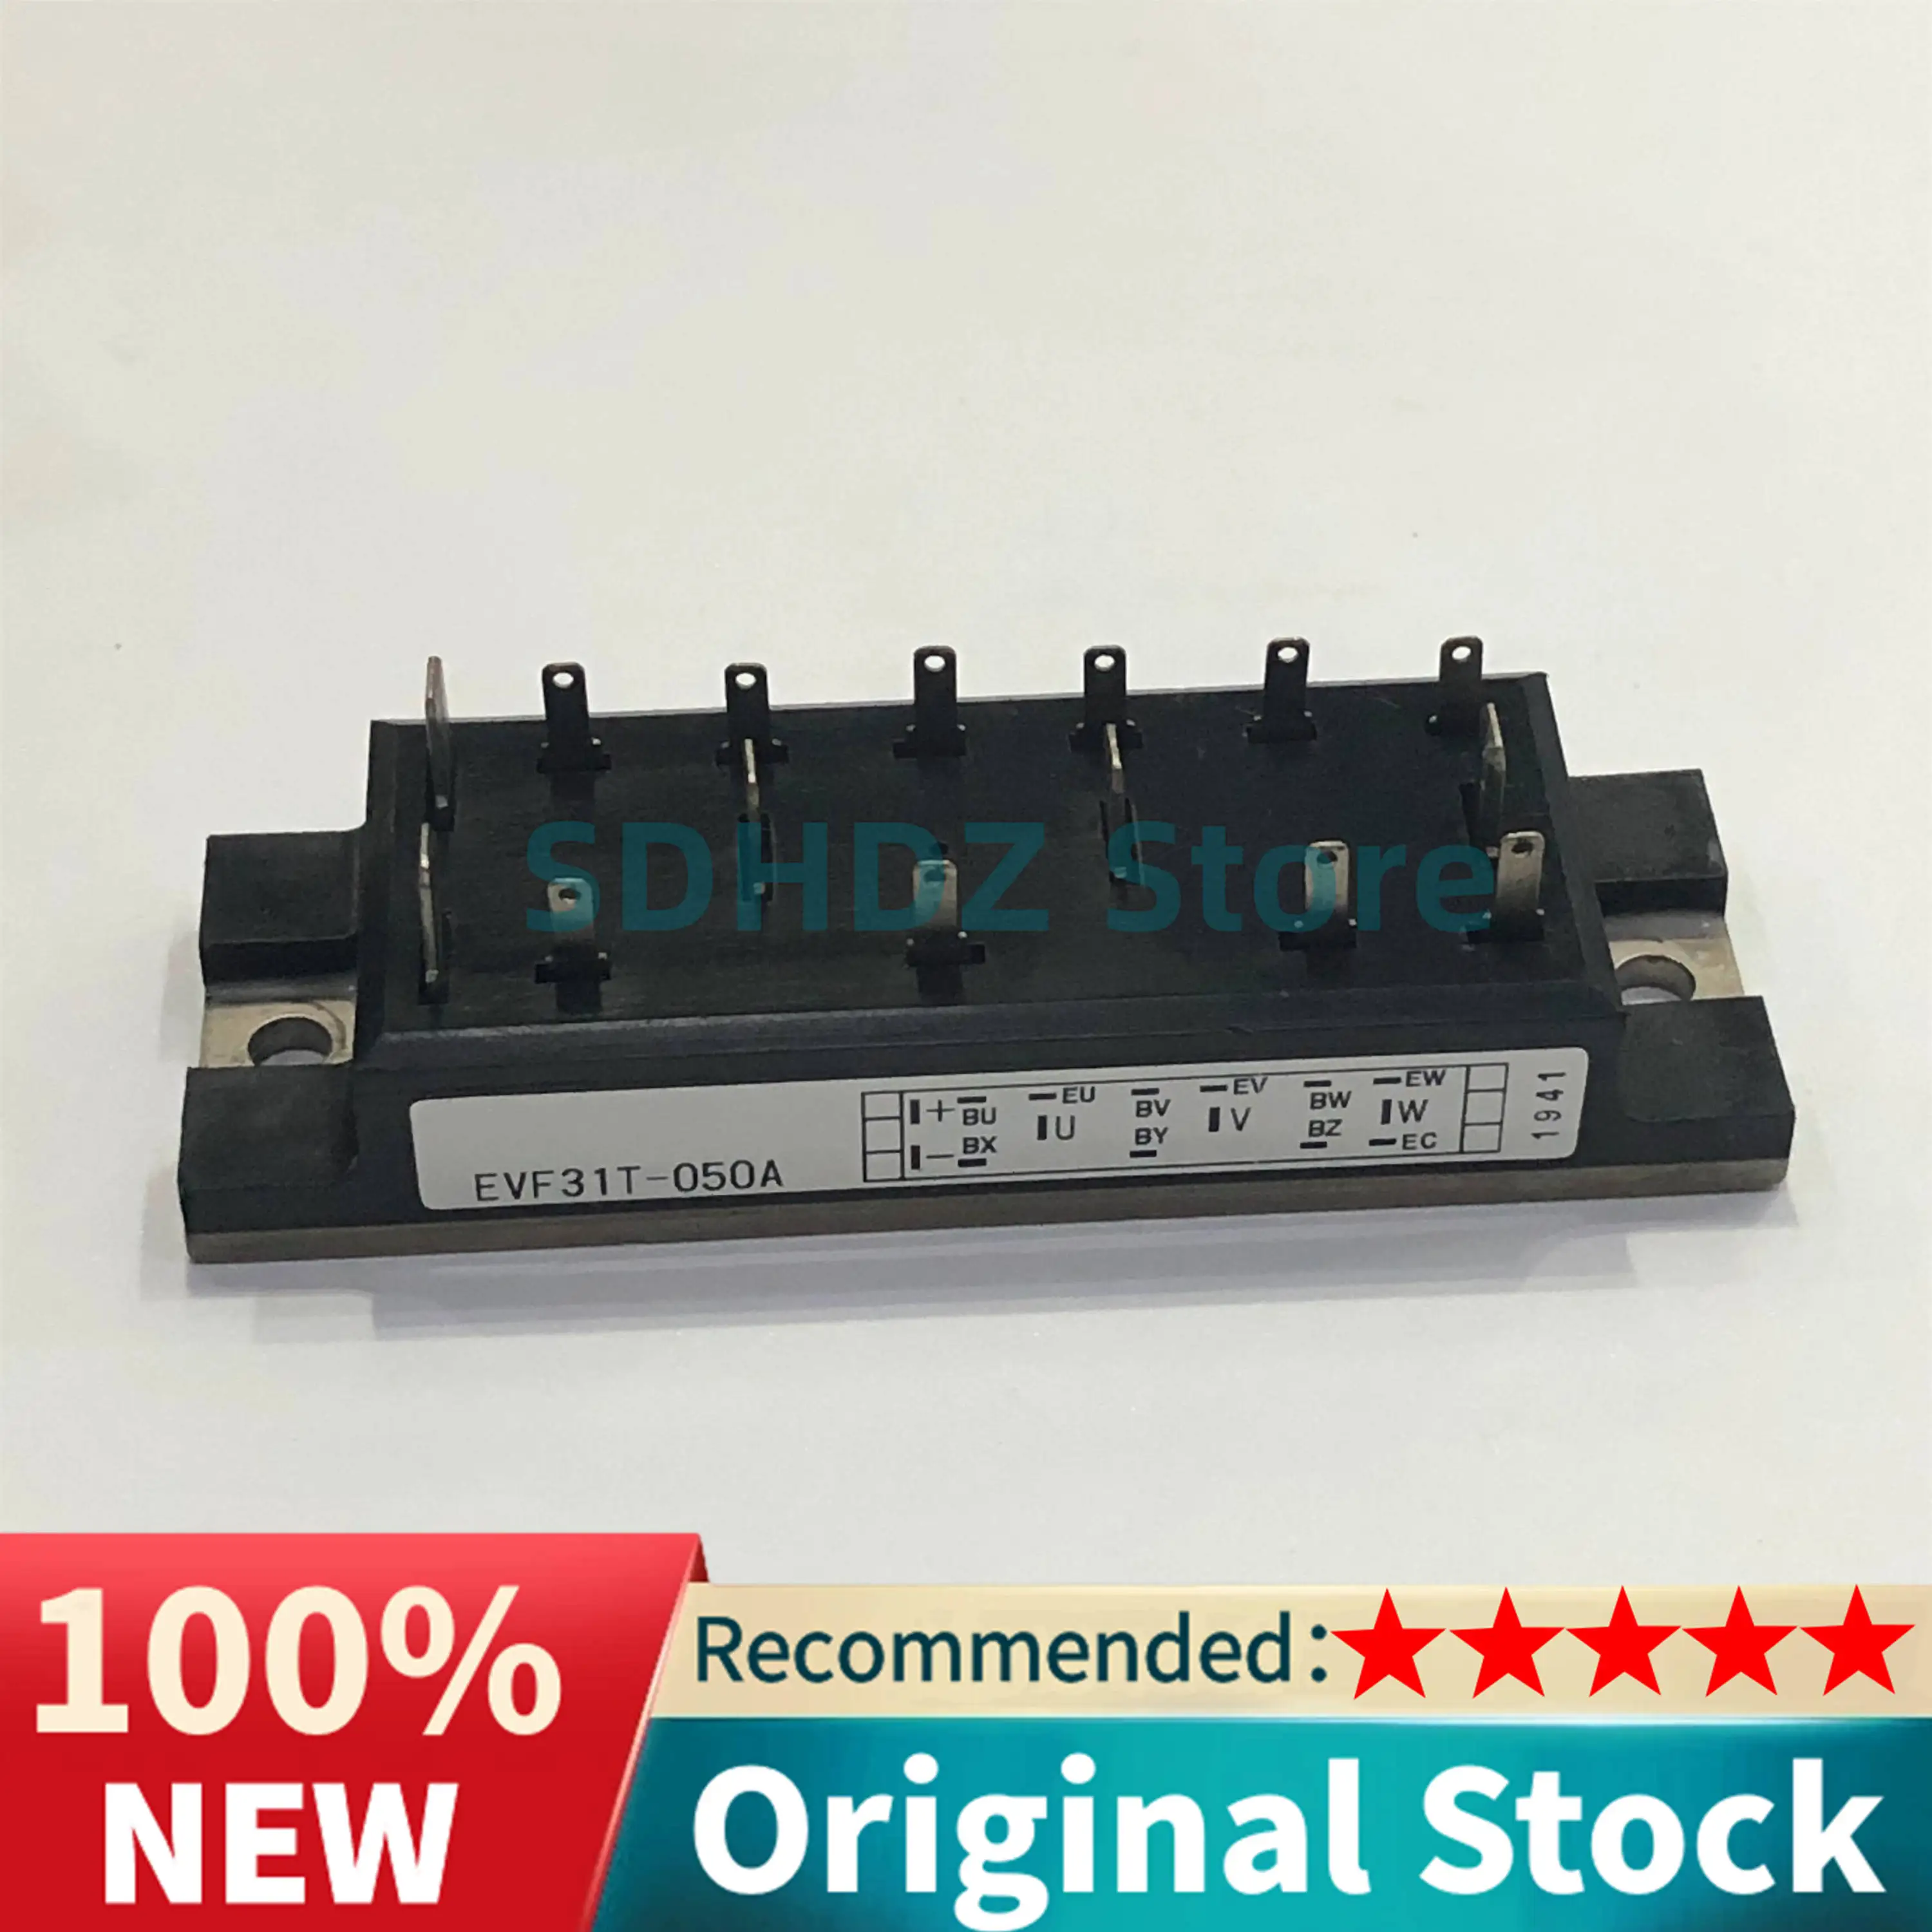 SDHDZ Store
EVF31T-050A
+ BU EU BV EV BW EW
U V W
- BX BY BZ EC
1941
100%
NEW
Recommended:★★★★★
Original Stock